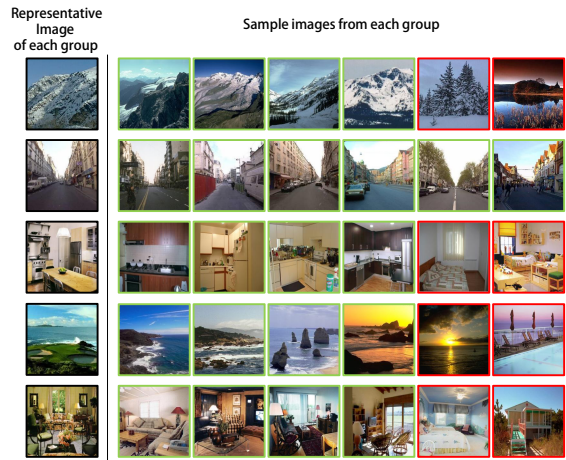 Representative
Image
of each group
Sample images from each group